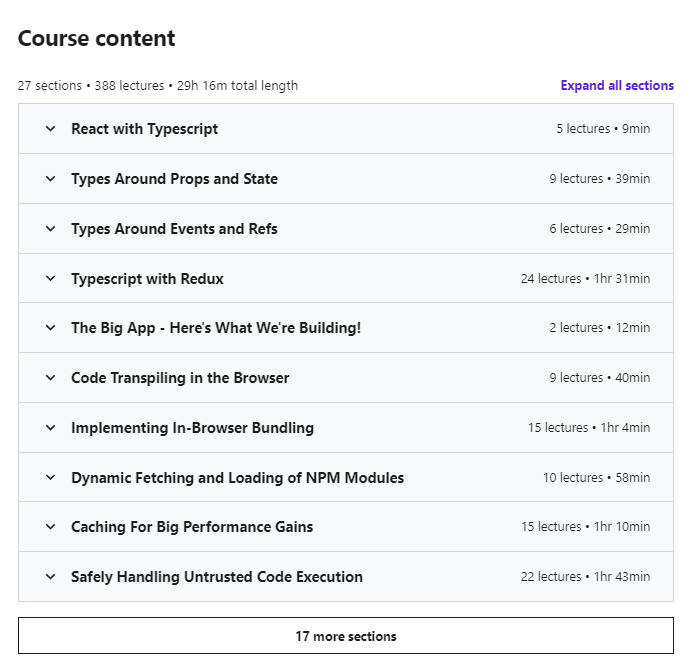 Course content
27 sections • 388 lectures • 29h 16m total length Expand all sections
React with Typescript 5 lectures • 9min
Types Around Props and State 9 lectures • 39min
Types Around Events and Refs 6 lectures • 29min
Typescript with Redux 24 lectures • 1hr 31min
The Big App - Here's What We're Building! 2 lectures • 12min
Code Transpiling in the Browser 9 lectures • 40min
Implementing In-Browser Bundling 15 lectures • 1hr 4min
Dynamic Fetching and Loading of NPM Modules 10 lectures • 58min
Caching For Big Performance Gains 15 lectures • 1hr 10min
Safely Handling Untrusted Code Execution 22 lectures • 1hr 43min
17 more sections